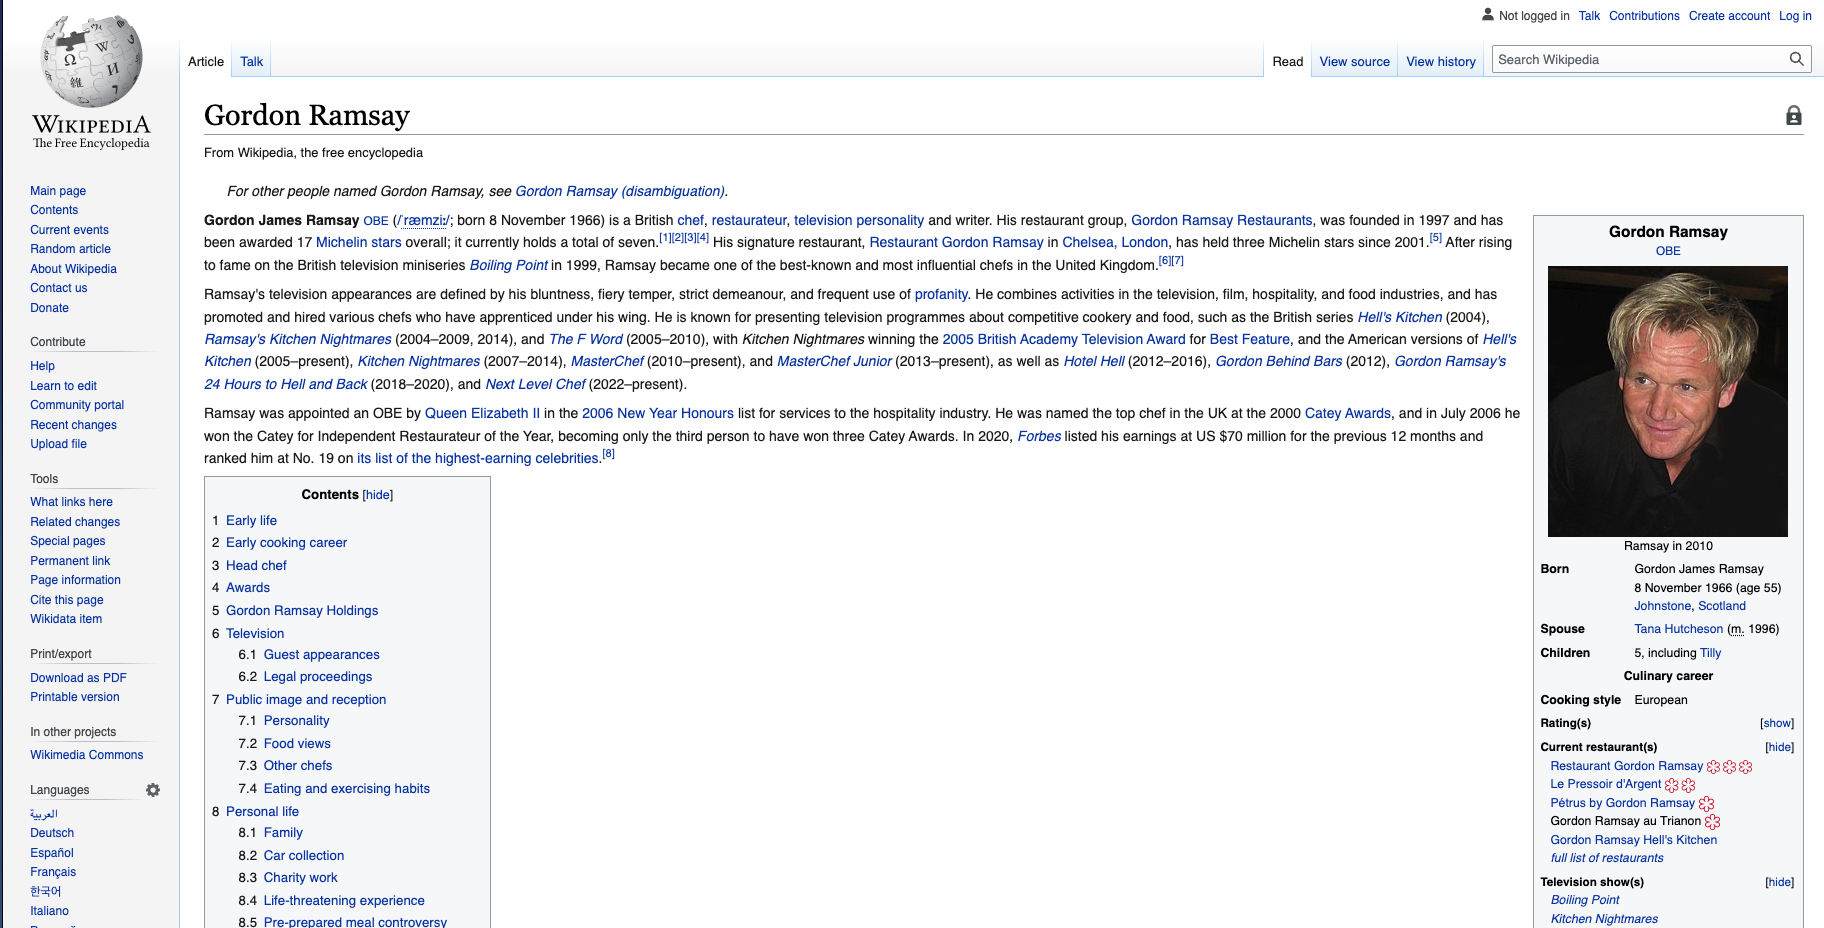 Not logged in Talk Contributions Create account Log in
Article Talk Read View source View history Search Wikipedia
WIKIPEDIA
The Free Encyclopedia
Main page
Contents
Current events
Random article
About Wikipedia
Contact us
Donate
Contribute
Help
Learn to edit
Community portal
Recent changes
Upload file
Tools
What links here
Related changes
Special pages
Permanent link
Page information
Cite this page
Wikidata item
Print/export
Download as PDF
Printable version
In other projects
Wikimedia Commons
Languages
العربية
Deutsch
Español
Français
한국어
Italiano
Gordon Ramsay
From Wikipedia, the free encyclopedia
For other people named Gordon Ramsay, see Gordon Ramsay (disambiguation).
Gordon James Ramsay OBE (/ˈræmziː/; born 8 November 1966) is a British chef, restaurateur, television personality and writer. His restaurant group, Gordon Ramsay Restaurants, was founded in 1997 and has
been awarded 17 Michelin stars overall; it currently holds a total of seven.[1][2][3][4] His signature restaurant, Restaurant Gordon Ramsay in Chelsea, London, has held three Michelin stars since 2001.[5] After rising
to fame on the British television miniseries Boiling Point in 1999, Ramsay became one of the best-known and most influential chefs in the United Kingdom.[6][7]
Ramsay's television appearances are defined by his bluntness, fiery temper, strict demeanour, and frequent use of profanity. He combines activities in the television, film, hospitality, and food industries, and has
promoted and hired various chefs who have apprenticed under his wing. He is known for presenting television programmes about competitive cookery and food, such as the British series Hell's Kitchen (2004),
Ramsay's Kitchen Nightmares (2004–2009, 2014), and The F Word (2005–2010), with Kitchen Nightmares winning the 2005 British Academy Television Award for Best Feature, and the American versions of Hell's
Kitchen (2005–present), Kitchen Nightmares (2007–2014), MasterChef (2010–present), and MasterChef Junior (2013–present), as well as Hotel Hell (2012–2016), Gordon Behind Bars (2012), Gordon Ramsay's
24 Hours to Hell and Back (2018–2020), and Next Level Chef (2022–present).
Ramsay was appointed an OBE by Queen Elizabeth II in the 2006 New Year Honours list for services to the hospitality industry. He was named the top chef in the UK at the 2000 Catey Awards, and in July 2006 he
won the Catey for Independent Restaurateur of the Year, becoming only the third person to have won three Catey Awards. In 2020, Forbes listed his earnings at US $70 million for the previous 12 months and
ranked him at No. 19 on its list of the highest-earning celebrities.[8]
Contents [hide]
1 Early life
2 Early cooking career
3 Head chef
4 Awards
5 Gordon Ramsay Holdings
6 Television
6.1 Guest appearances
6.2 Legal proceedings
7 Public image and reception
7.1 Personality
7.2 Food views
7.3 Other chefs
7.4 Eating and exercising habits
8 Personal life
8.1 Family
8.2 Car collection
8.3 Charity work
8.4 Life-threatening experience
8.5 Pre-prepared meal controversy
Gordon Ramsay
OBE
Ramsay in 2010
Born Gordon James Ramsay
8 November 1966 (age 55)
Johnstone, Scotland
Spouse Tana Hutcheson (m. 1996)
Children 5, including Tilly
Culinary career
Cooking style European
Rating(s) [show]
Current restaurant(s) [hide]
Restaurant Gordon Ramsay
Le Pressoir d'Argent
Pétrus by Gordon Ramsay
Gordon Ramsay au Trianon
Gordon Ramsay Hell's Kitchen
full list of restaurants
Television show(s) [hide]
Boiling Point
Kitchen Nightmares